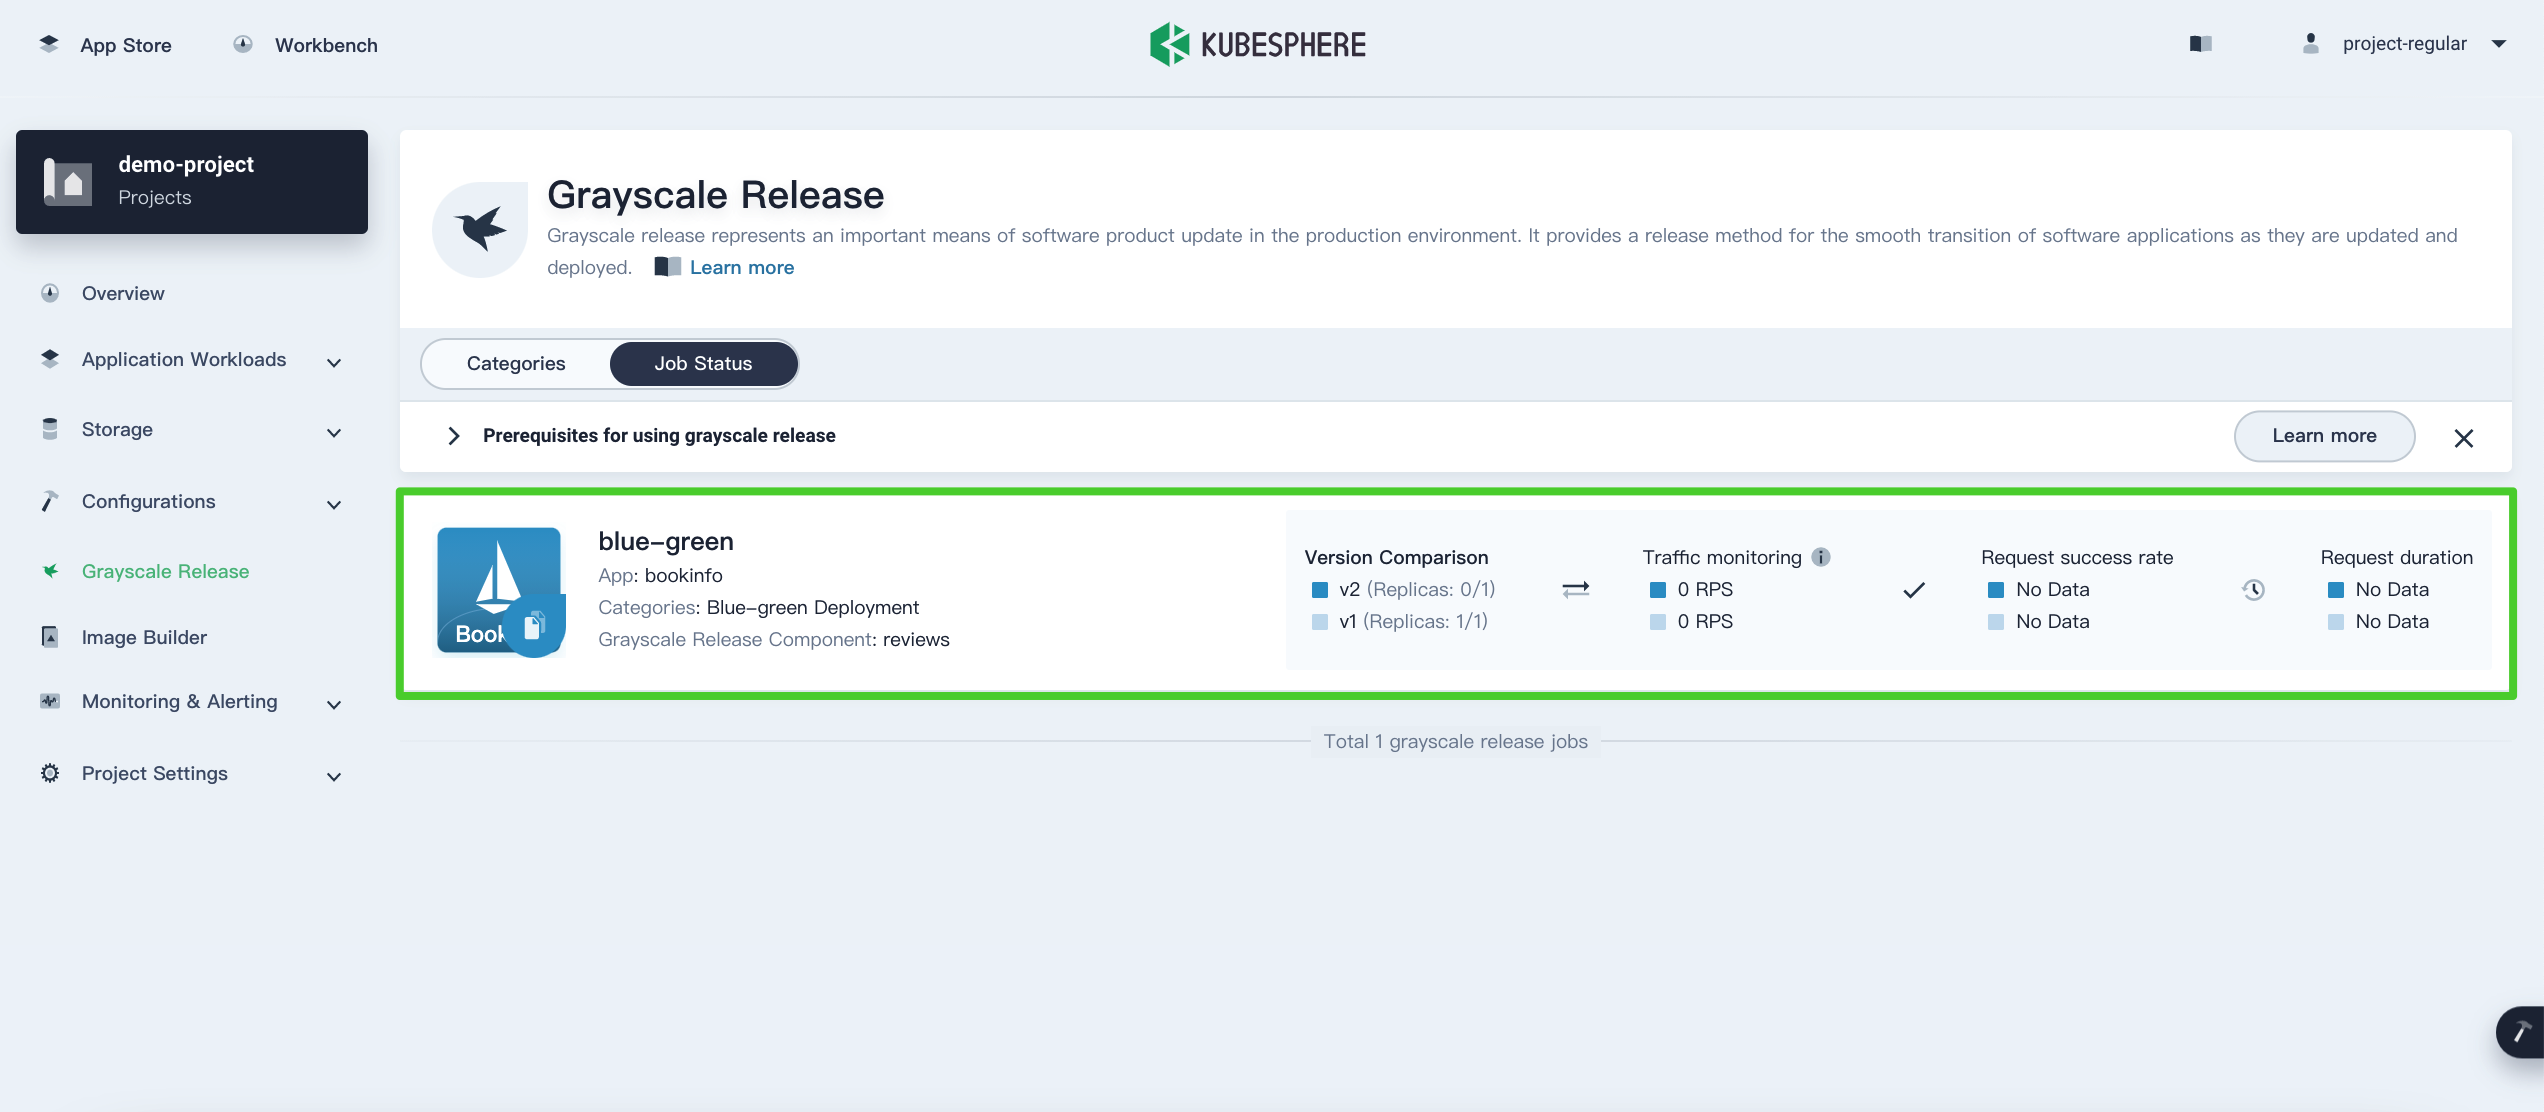 App Store
Workbench
KUBESPHERE
project-regular
demo-project
Projects
Overview
Application Workloads
Storage
Configurations
Grayscale Release
Image Builder
Monitoring & Alerting
Project Settings
Grayscale Release
Grayscale release represents an important means of software product update in the production environment. It provides a release method for the smooth transition of software applications as they are updated and
deployed. Learn more
Categories
Job Status
Prerequisites for using grayscale release
Learn more
Book
blue-green
App: bookinfo
Categories: Blue-green Deployment
Grayscale Release Component: reviews
Version Comparison
v2 (Replicas: 0/1)
v1 (Replicas: 1/1)
Traffic monitoring
0 RPS
0 RPS
Request success rate
No Data
No Data
Request duration
No Data
No Data
Total 1 grayscale release jobs